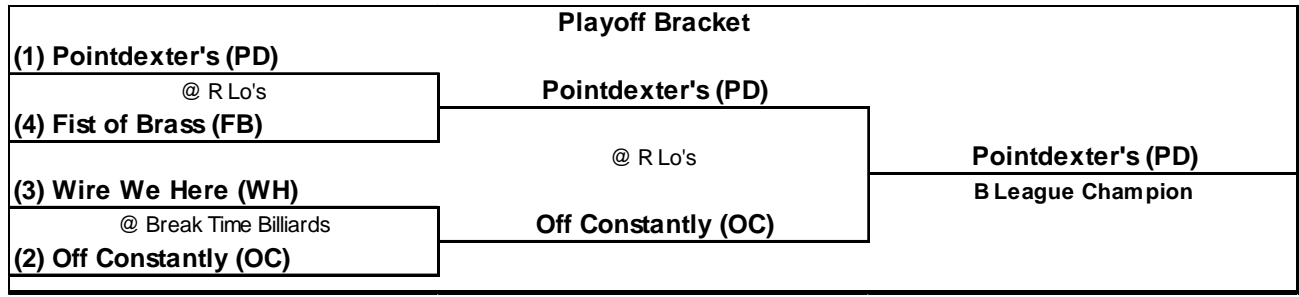 Playoff Bracket
(1) Pointdexter's (PD)
@ R Lo's
Pointdexter's (PD)
(4) Fist of Brass (FB)
@ R Lo's
Pointdexter's (PD)
(3) Wire We Here (WH)
B League Champion
@ Break Time Billiards
Off Constantly (OC)
(2) Off Constantly (OC)